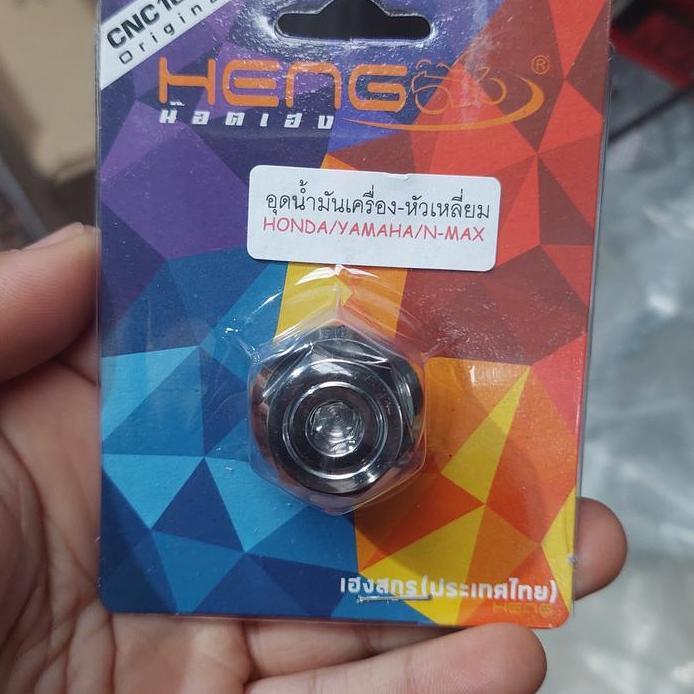 CNC
Original
HENG
น๊อตเฮง
®
อุดน้ำมันเครื่อง-หัวเหลี่ยม
HONDA/YAMAHA/N-MAX
เฮงสกรู(ประเทศไทย)
HENG